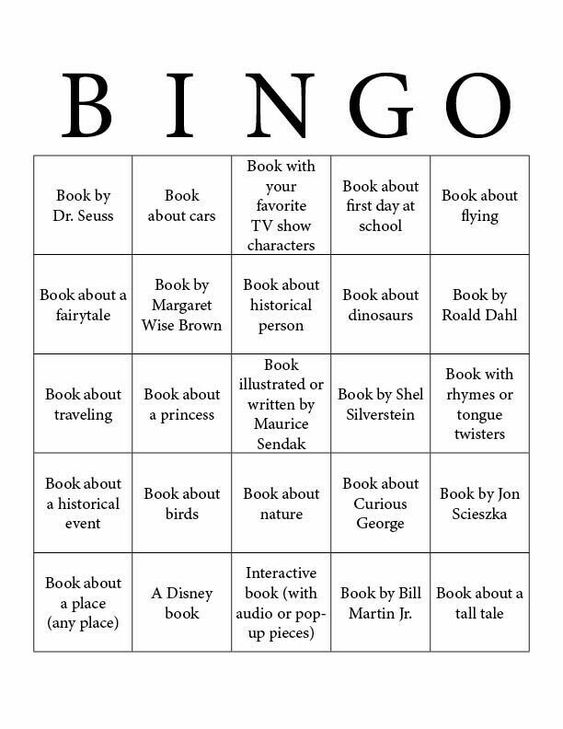 B I N G O
Book by
Dr. Seuss
Book
about cars
Book with
your
favorite
TV show
characters
Book about
first day at
school
Book about
flying
Book about a
fairytale
Book by
Margaret
Wise Brown
Book about
historical
person
Book about
dinosaurs
Book by
Roald Dahl
Book about
traveling
Book about
a princess
Book
illustrated or
written by
Maurice
Sendak
Book by Shel
Silverstein
Book with
rhymes or
tongue
twisters
Book about
a historical
event
Book about
birds
Book about
nature
Book about
Curious
George
Book by Jon
Scieszka
Book about
a place
(any place)
A Disney
book
Interactive
book (with
audio or pop-
up pieces)
Book by Bill
Martin Jr.
Book about a
tall tale